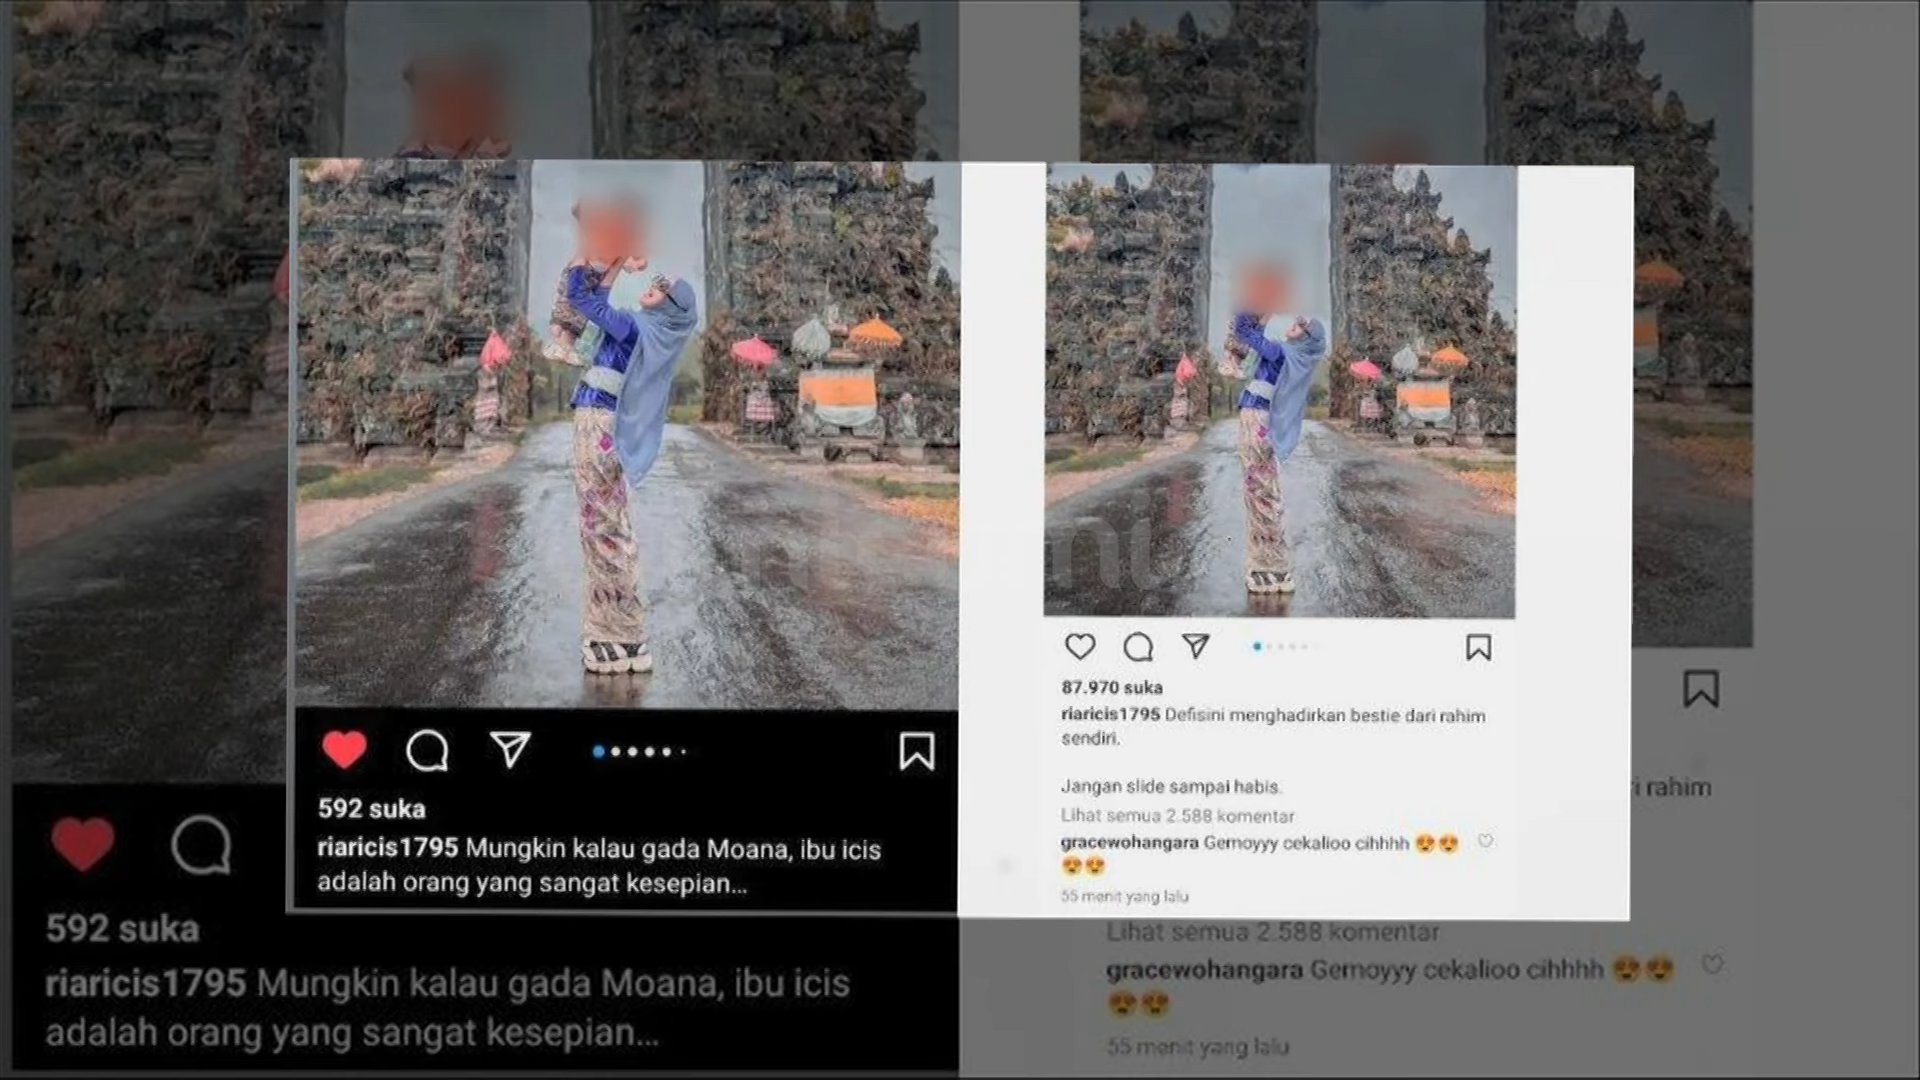 592 suka
riaricis1795 Mungkin kalau gada Moana, ibu icis
adalah orang yang sangat kesepian...
87.970 suka
riaricis1795 Defisini menghadirkan bestie dari rahim
sendiri.
Jangan slide sampai habis.
Lihat semua 2.588 komentar
gracewohangara Gemoyyy cekalioo cihhhh 😍😍
😍😍
55 menit yang lalu
592 suka
riaricis1795 Mungkin kalau gada Moana, ibu icis
adalah orang yang sangat kesepian...
ri rahim
Lihat semua 2.588 komentar
gracewohangara Gemoyyy cekalioo cihhhh 😍😍
😍😍
55 menit yang lalu